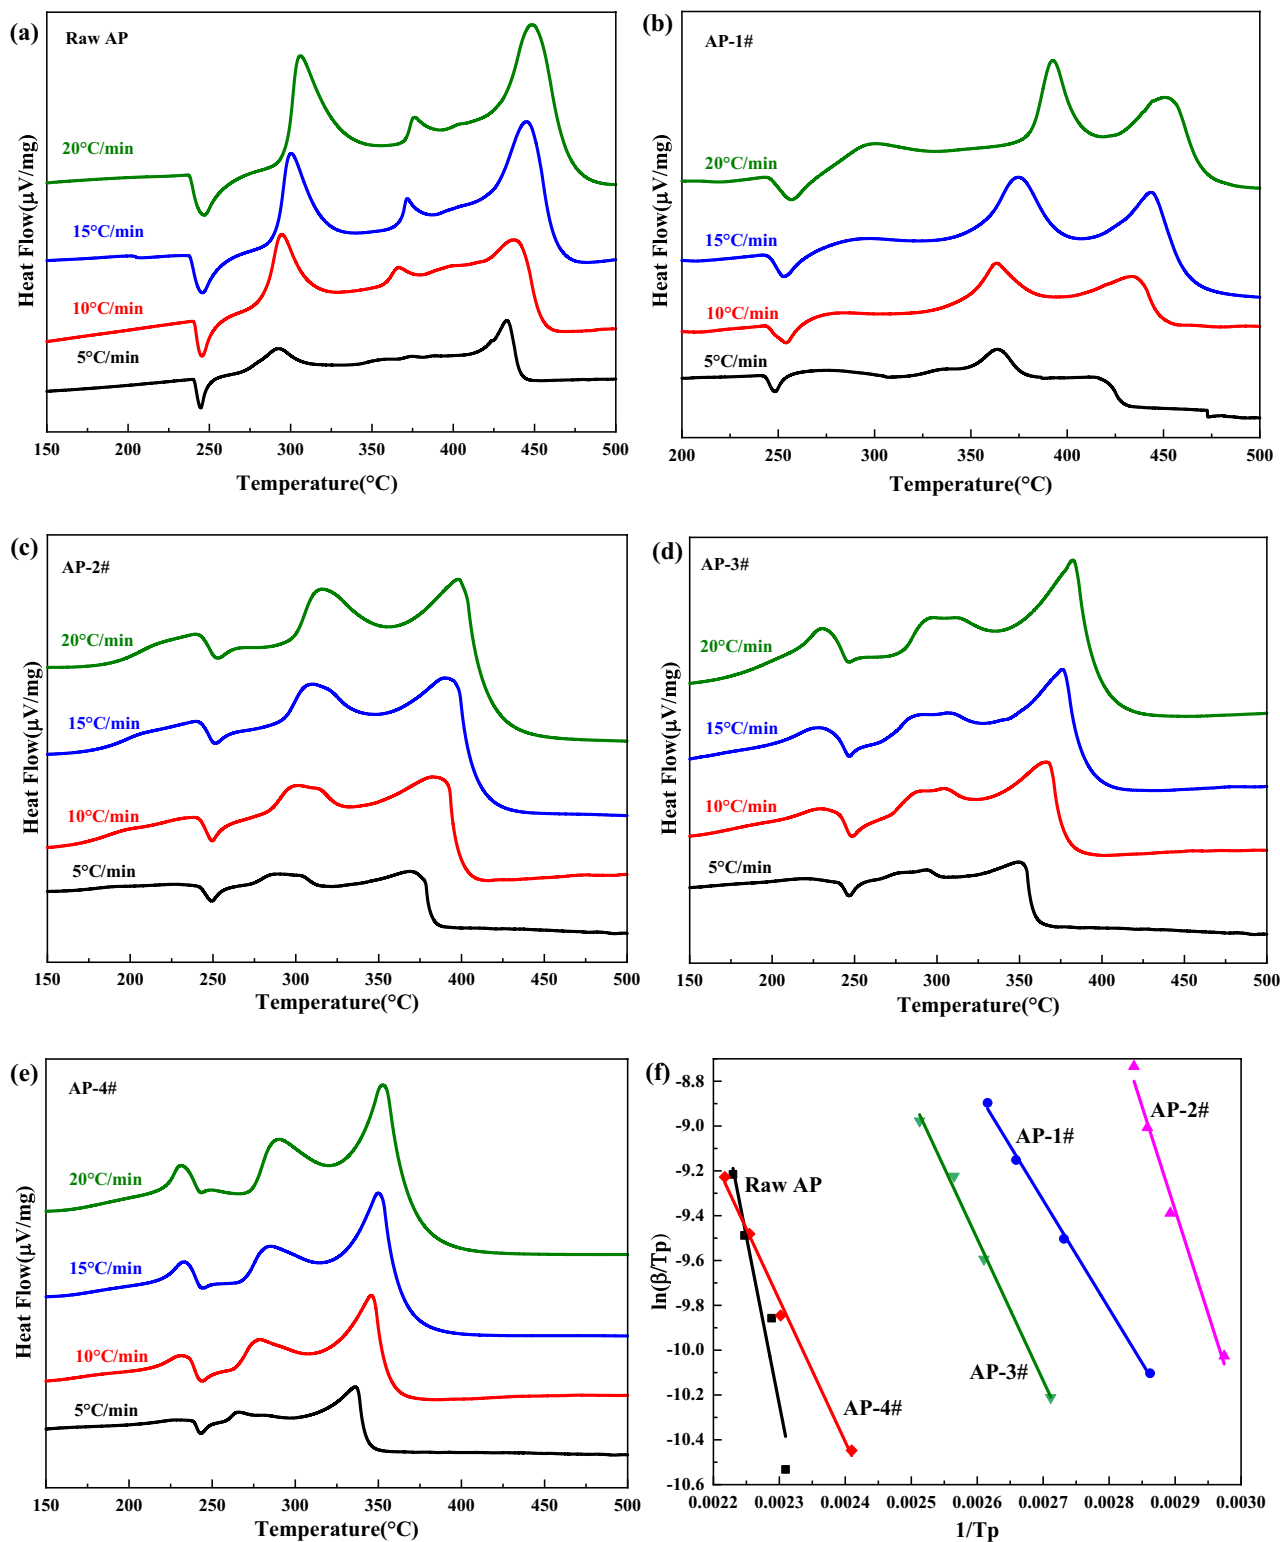 (a)
Raw AP
20°C/min
15°C/min
10°C/min
5°C/min
Heat Flow(μV/mg)
150 200 250 300 350 400 450 500
Temperature(°C)
(b)
AP-1#
20°C/min
15°C/min
10°C/min
5°C/min
Heat Flow(μV/mg)
200 250 300 350 400 450 500
Temperature(°C)
(c)
AP-2#
20°C/min
15°C/min
10°C/min
5°C/min
Heat Flow(μV/mg)
150 200 250 300 350 400 450 500
Temperature(°C)
(d)
AP-3#
20°C/min
15°C/min
10°C/min
5°C/min
Heat Flow(μV/mg)
150 200 250 300 350 400 450 500
Temperature(°C)
(e)
AP-4#
20°C/min
15°C/min
10°C/min
5°C/min
Heat Flow(μV/mg)
150 200 250 300 350 400 450 500
Temperature(°C)
(f)
-8.8
-9.0
-9.2
-9.4
-9.6
-9.8
-10.0
-10.2
-10.4
-10.6
ln(β/Tp)
AP-2#
AP-1#
Raw AP
AP-3#
AP-4#
0.0022 0.0023 0.0024 0.0025 0.0026 0.0027 0.0028 0.0029 0.0030
1/Tp